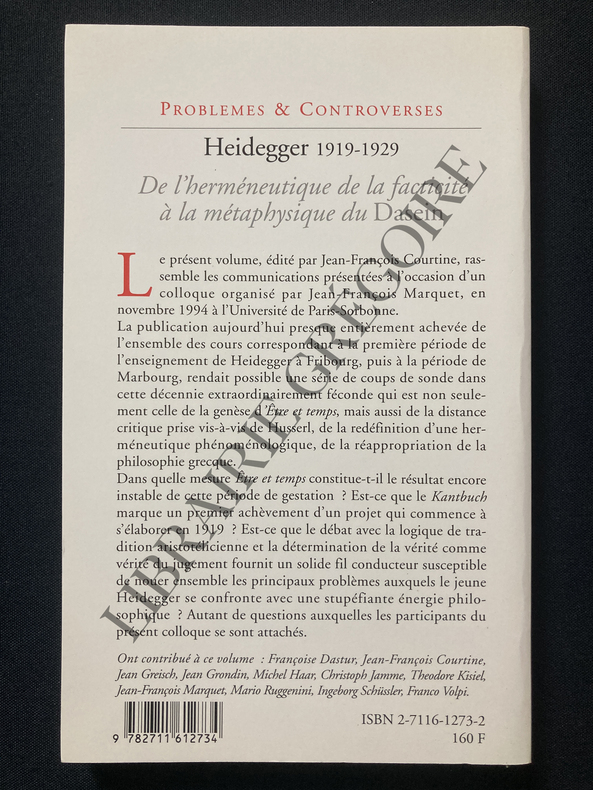 PROBLEMES & CONTROVERSES
Heidegger 1919-1929
De l'herméneutique de la facticité
à la métaphysique du Dasein
Le présent volume, édité par Jean-François Courtine, ras-
semble les communications présentées à l'occasion d'un
colloque organisé par Jean-François Marquet, en
novembre 1994 à l'Université de Paris-Sorbonne.
La publication aujourd'hui presque entièrement achevée de
l'ensemble des cours correspondant à la première période de
l'enseignement de Heidegger à Fribourg, puis à la période de
Marbourg, rendait possible une série de coups de sonde dans
cette décennie extraordinairement féconde qui est non seule-
ment celle de la genèse d'Être et temps, mais aussi de la distance
critique prise vis-à-vis de Husserl, de la redéfinition d'une her-
méneutique phénoménologique, de la réappropriation de la
philosophie grecque.
Dans quelle mesure Être et temps constitue-t-il le résultat encore
instable de cette période de gestation ? Est-ce que le Kantbuch
marque un premier achèvement d'un projet qui commence à
s'élaborer en 1919 ? Est-ce que le débat avec la logique de tra-
dition aristotélicienne et la détermination de la vérité comme
vérité du jugement fournit un solide fil conducteur susceptible
de nouer ensemble les principaux problèmes auxquels le jeune
Heidegger se confronte avec une stupéfiante énergie philo-
sophique ? Autant de questions auxquelles les participants du
présent colloque se sont attachés.
Ont contribué à ce volume : Françoise Dastur, Jean-François Courtine,
Jean Greisch, Jean Grondin, Michel Haar, Christoph Jamme, Theodore Kisiel,
Jean-François Marquet, Mario Ruggenini, Ingeborg Schüssler, Franco Volpi.
ISBN 2-7116-1273-2
9 782711 612734
160 F
LIBRAIRIE GRÉGOIRE